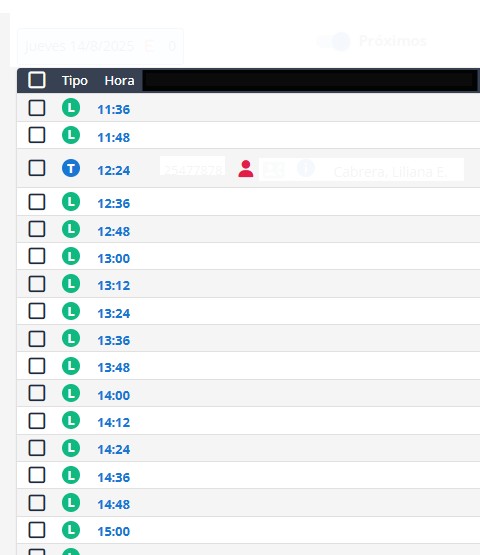 Jueves 14/8/2025
Próximos
Tipo Hora
L 11:36
L 11:48
T 12:24 Cabrera, Liliana E.
L 12:36
L 12:48
L 13:00
L 13:12
L 13:24
L 13:36
L 13:48
L 14:00
L 14:12
L 14:24
L 14:36
L 14:48
L 15:00
L